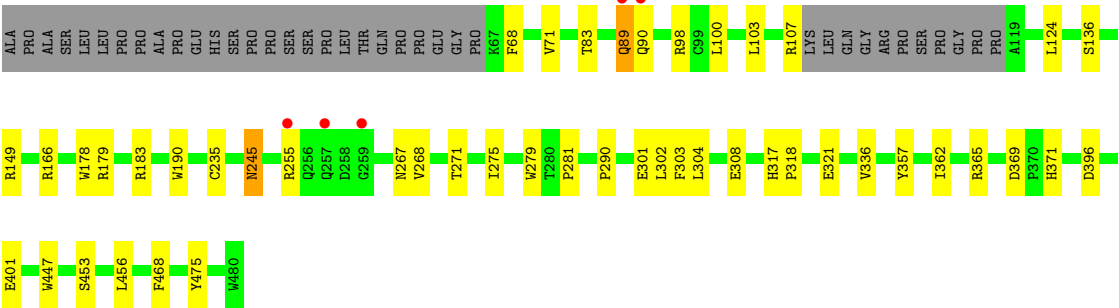 ALA PRO ALA SER LEU LEU PRO PRO ALA PRO GLU HIS SER PRO PRO SER SER PRO LEU THR GLN PRO PRO GLU GLY PRO K67 F68 V71 T83 Q89 Q90 R98 C99 L100 L103 R107 LYS LEU GLN GLY ARG PRO SER PRO GLY PRO PRO A119 L124 S136
R149 R166 W178 R179 R183 W190 C235 N245 R255 Q256 Q257 D258 G259 N267 V268 T271 I275 W279 T280 P281 P290 E301 L302 F303 L304 E308 H317 P318 E321 V336 Y357 I362 R365 D369 P370 H371 D396
E401 W447 S453 L456 F468 Y475 W480